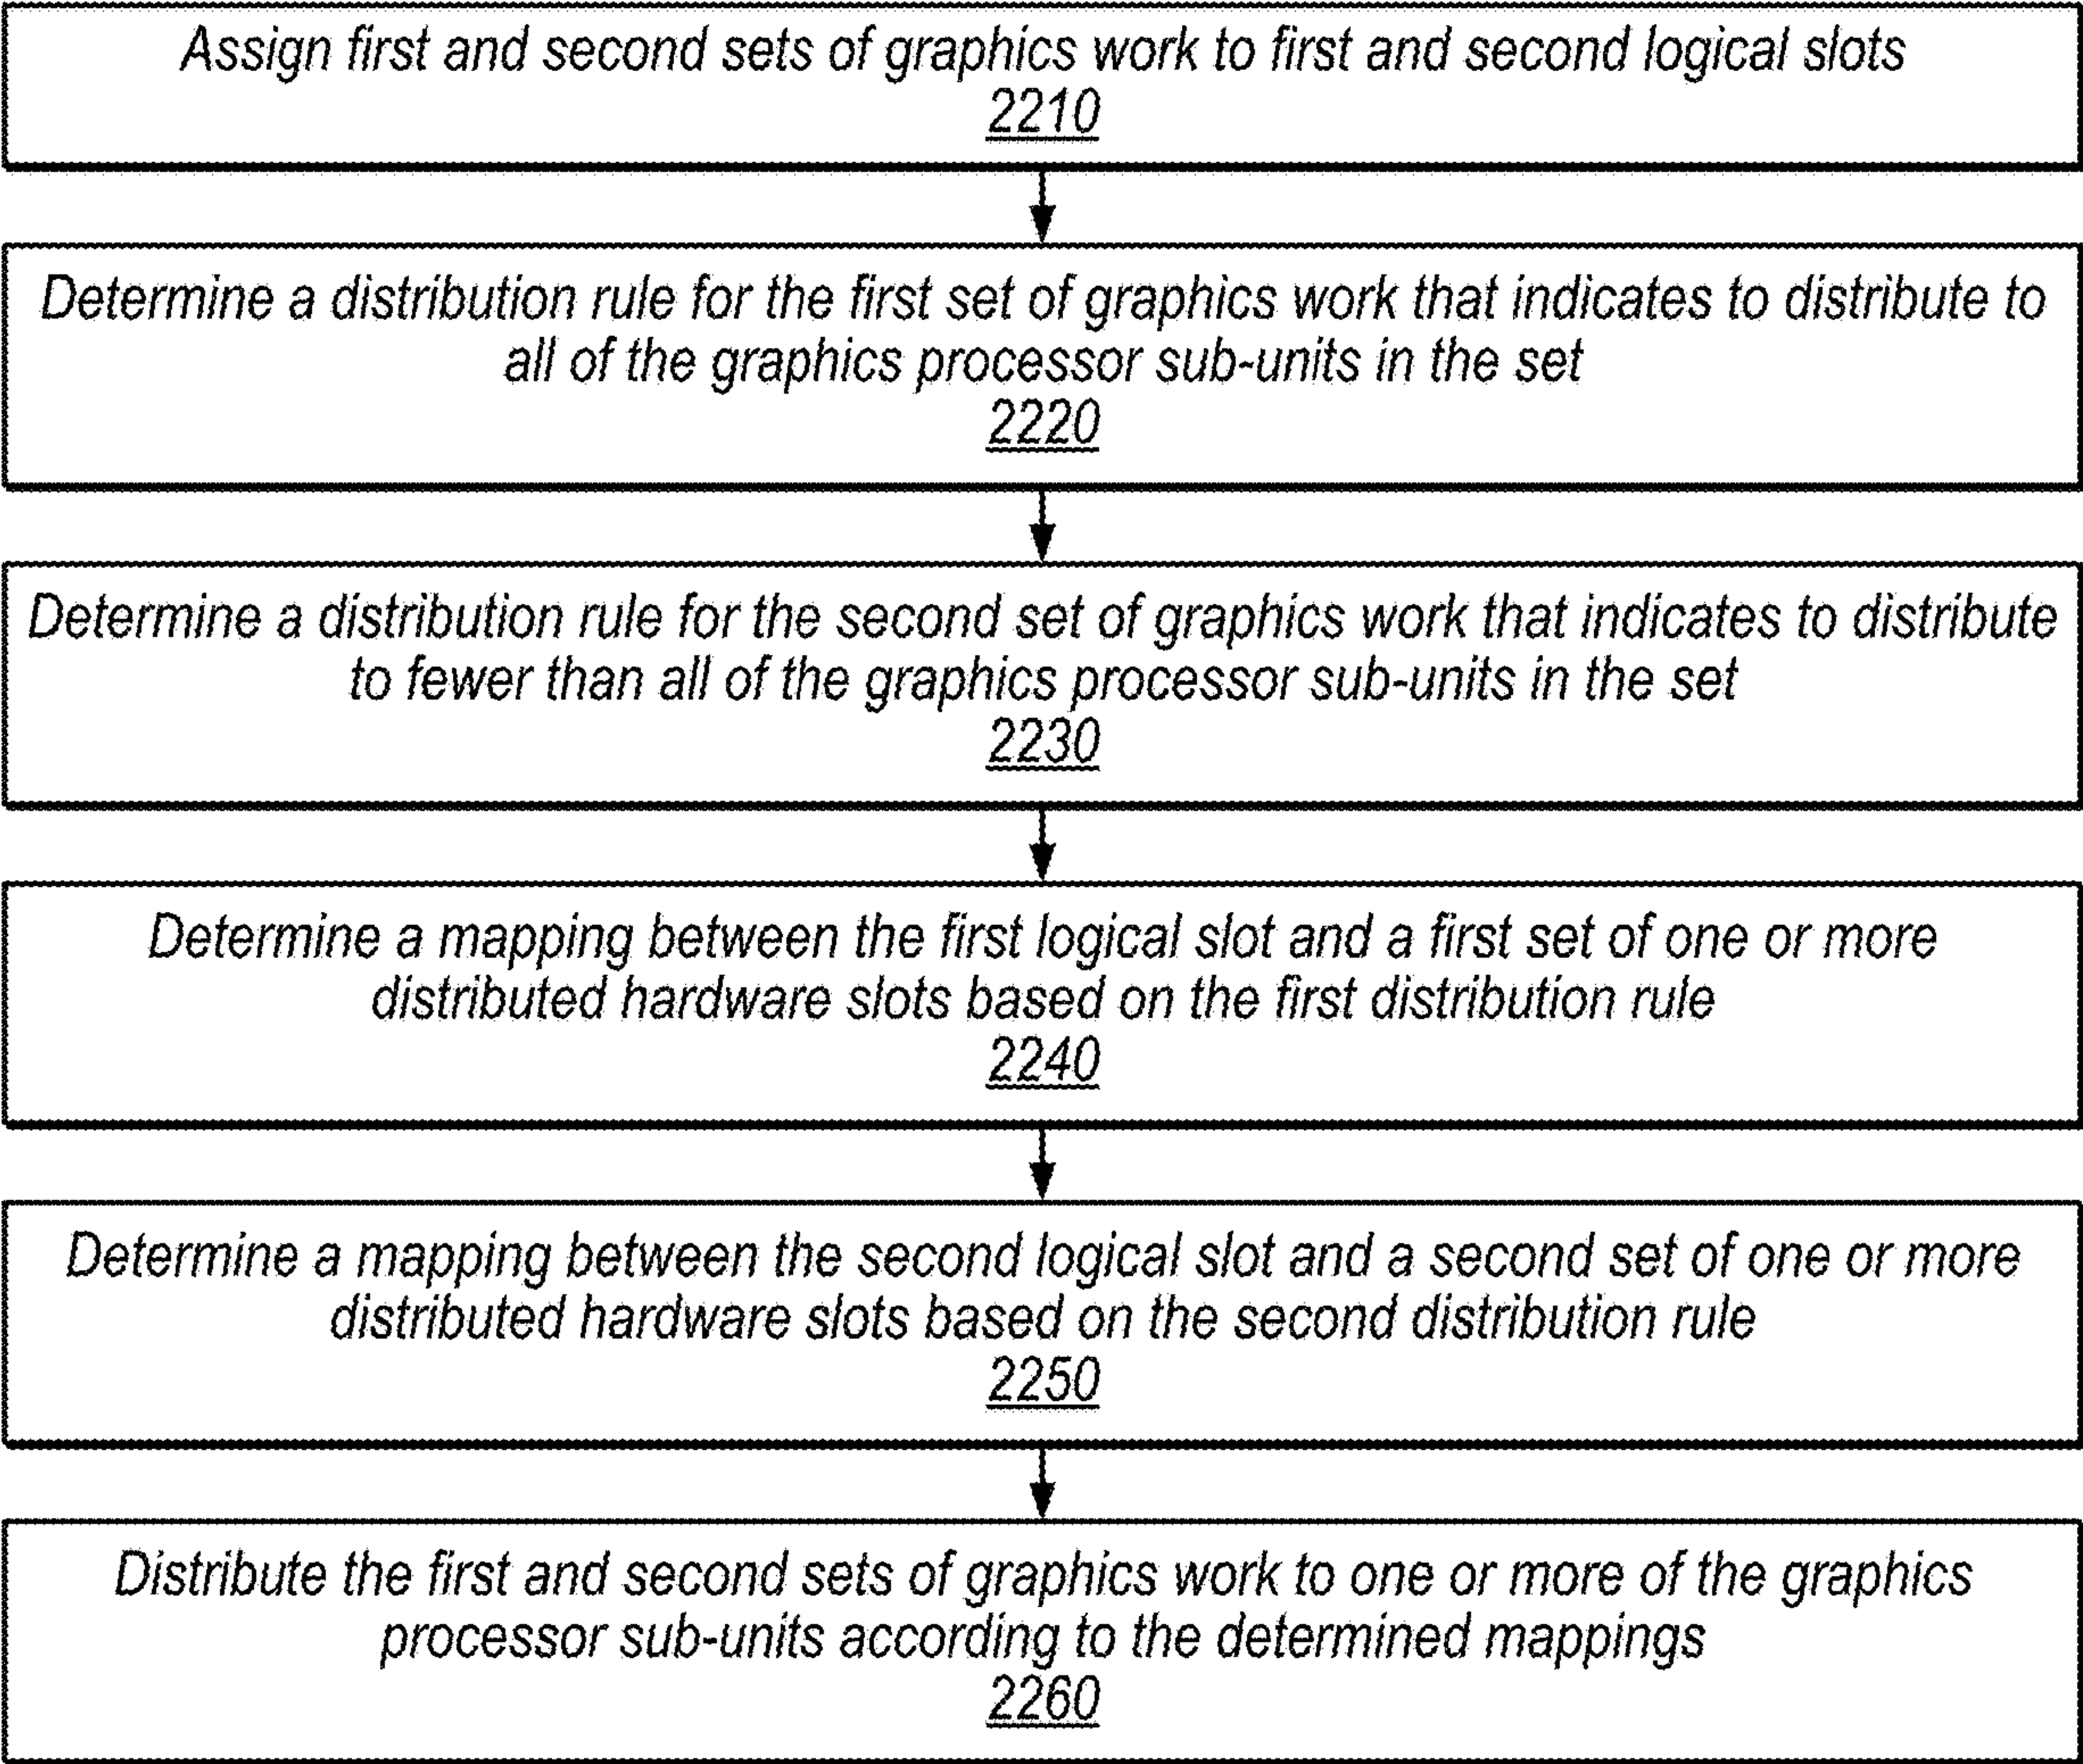 Assign first and second sets of graphics work to first and second logical slots
2210
Determine a distribution rule for the first set of graphics work that indicates to distribute to
all of the graphics processor sub-units in the set
2220
Determine a distribution rule for the second set of graphics work that indicates to distribute
to fewer than all of the graphics processor sub-units in the set
2230
Determine a mapping between the first logical slot and a first set of one or more
distributed hardware slots based on the first distribution rule
2240
Determine a mapping between the second logical slot and a second set of one or more
distributed hardware slots based on the second distribution rule
2250
Distribute the first and second sets of graphics work to one or more of the graphics
processor sub-units according to the determined mappings
2260